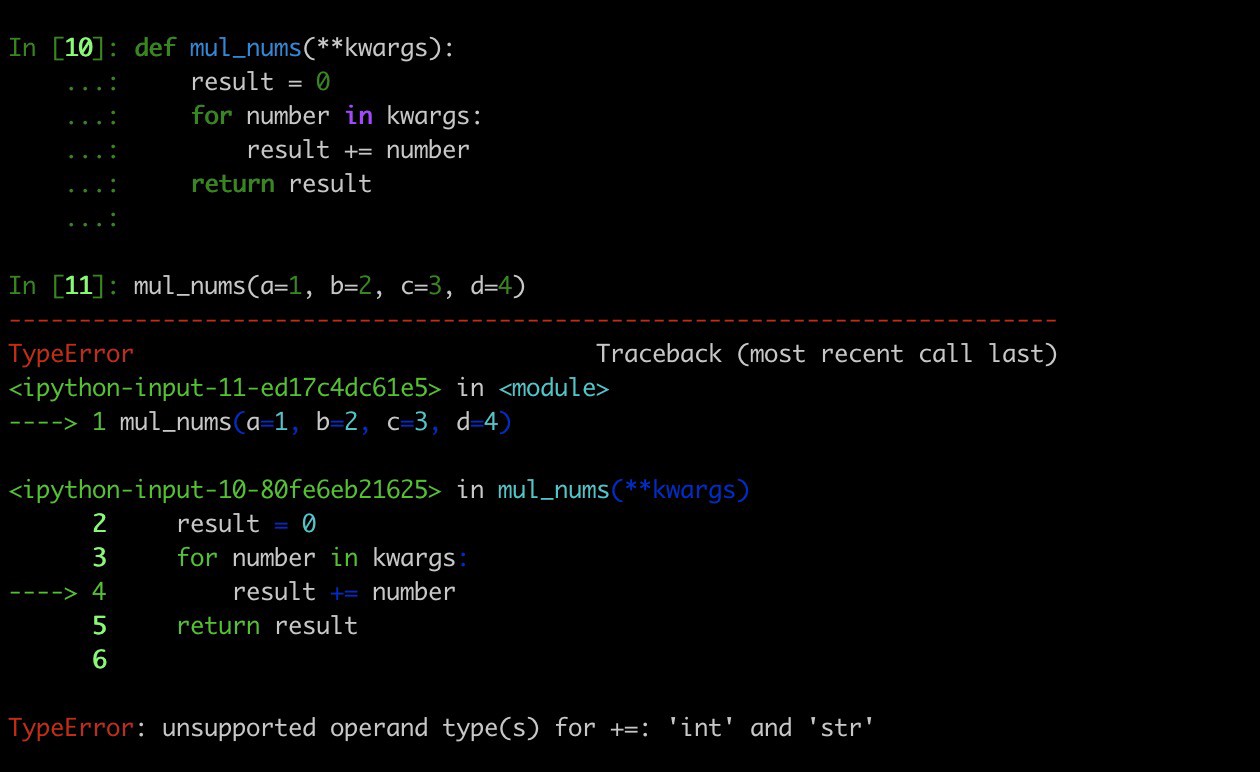 In [10]: def mul_nums(**kwargs):
    ...:     result = 0
    ...:     for number in kwargs:
    ...:         result += number
    ...:     return result
    ...:
In [11]: mul_nums(a=1, b=2, c=3, d=4)
---------------------------------------------------------------------------
TypeError                                 Traceback (most recent call last)
<ipython-input-11-ed17c4dc61e5> in <module>
----> 1 mul_nums(a=1, b=2, c=3, d=4)
<ipython-input-10-80fe6eb21625> in mul_nums(**kwargs)
      2     result = 0
      3     for number in kwargs:
----> 4         result += number
      5     return result
      6
TypeError: unsupported operand type(s) for +=: 'int' and 'str'